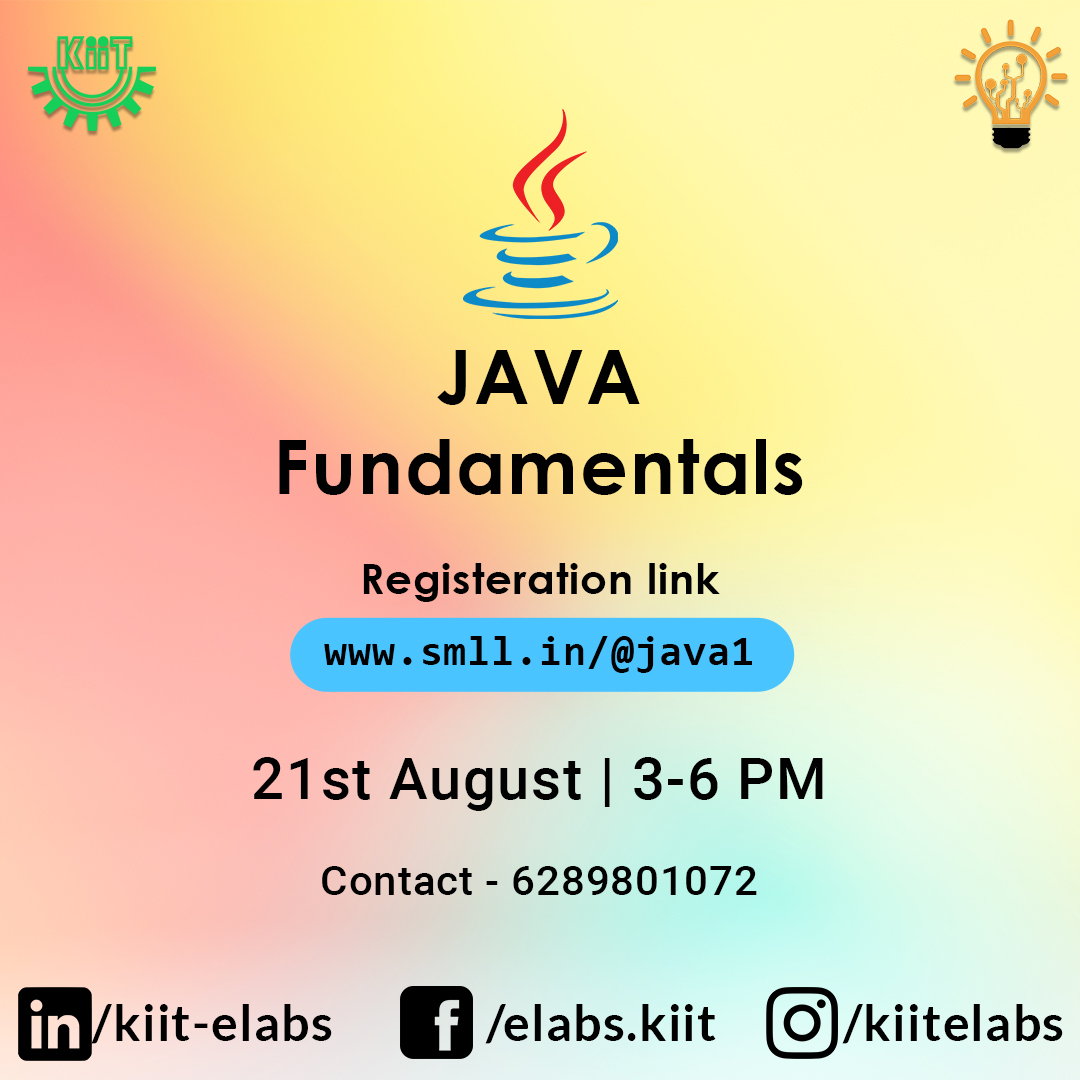 KiiT
JAVA
Fundamentals
Registeration link
www.smll.in/@java1
21st August | 3-6 PM
Contact - 6289801072
in/kiit-elabs
f /elabs.kiit
/kiitelabs